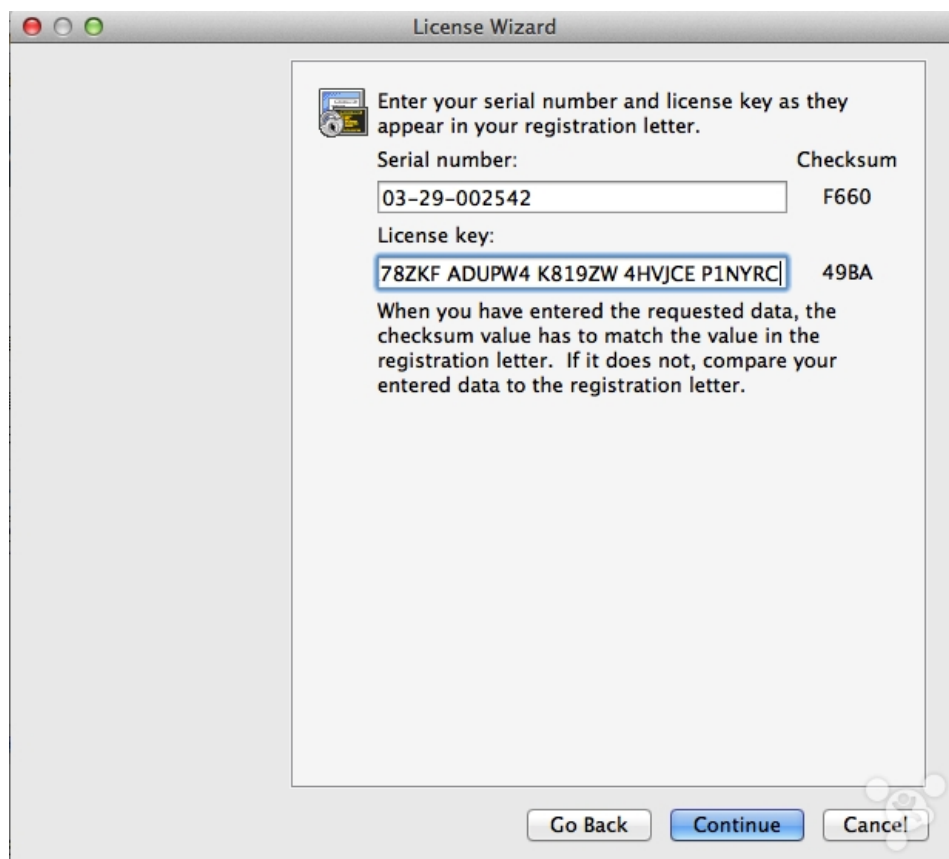 License Wizard
Enter your serial number and license key as they
appear in your registration letter.
Serial number:
Checksum
03-29-002542
F660
License key:
78ZKF ADUPW4 K819ZW 4HVJCE P1NYRC
49BA
When you have entered the requested data, the
checksum value has to match the value in the
registration letter.  If it does not, compare your
entered data to the registration letter.
Go Back
Continue
Cancel